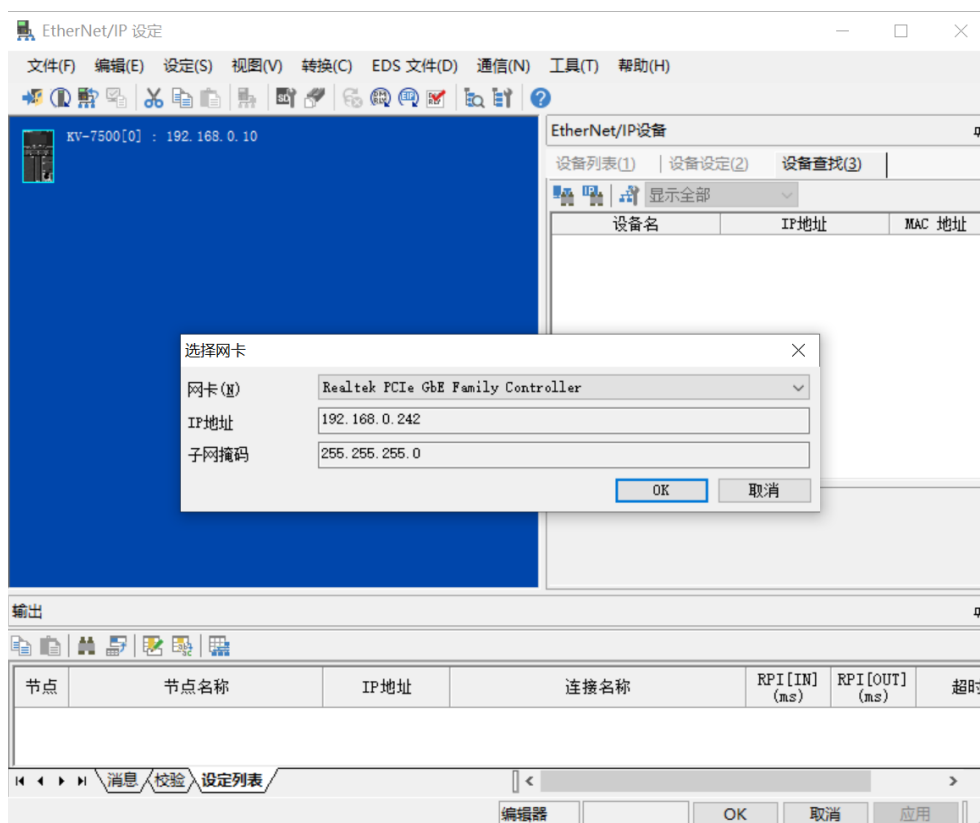 EtherNet/IP 设定
文件(F) 编辑(E) 设定(S) 视图(V) 转换(C) EDS 文件(D) 通信(N) 工具(T) 帮助(H)
KV-7500[0] : 192.168.0.10
EtherNet/IP设备
设备列表(1) 设备设定(2) 设备查找(3)
显示全部
设备名 IP地址 MAC 地址
选择网卡
网卡(N) Realtek PCIe GbE Family Controller
IP地址 192.168.0.242
子网掩码 255.255.255.0
OK 取消
输出
节点 节点名称 IP地址 连接名称 RPI[IN] (ms) RPI[OUT] (ms) 超时
消息 校验 设定列表
编辑器 OK 取消 应用